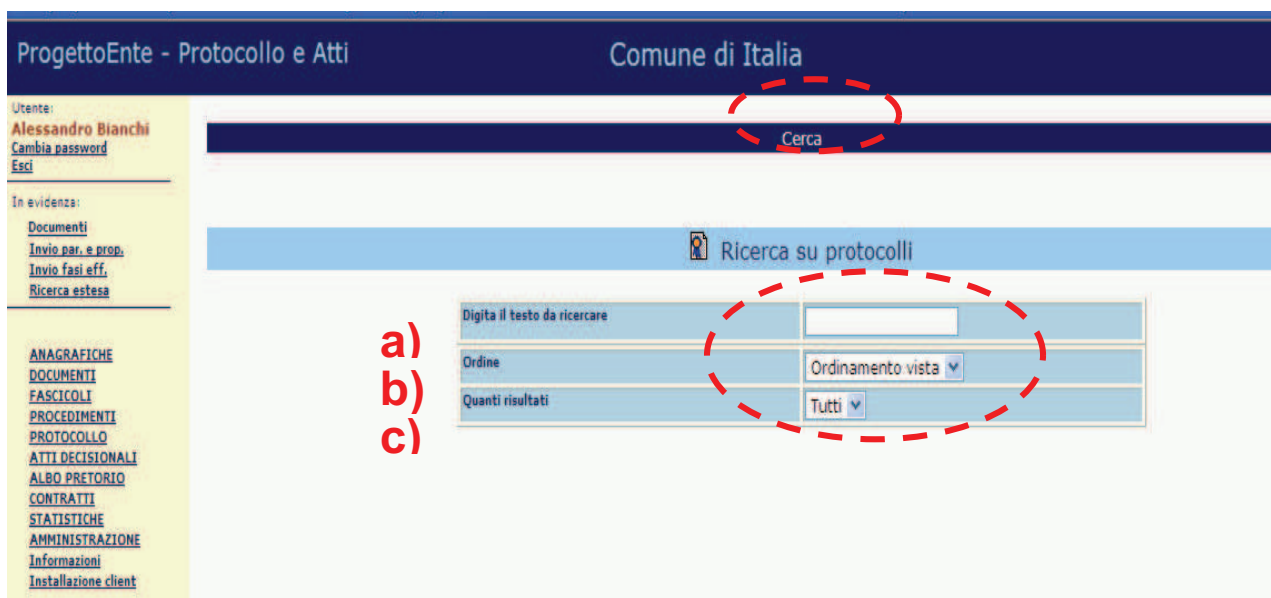 ProgettoEnte - Protocollo e Atti
Comune di Italia
Utente:
Alessandro Bianchi
Cambia password
Esci
In evidenza:
Documenti
Invio par. e prop.
Invio fasi eff.
Ricerca estesa
ANAGRAFICHE
DOCUMENTI
FASCICOLI
PROCEDIMENTI
PROTOCOLLO
ATTI DECISIONALI
ALBO PRETORIO
CONTRATTI
STATISTICHE
AMMINISTRAZIONE
Informazioni
Installazione client
Cerca
Ricerca su protocolli
a) Digita il testo da ricercare
b) Ordine Ordinamento vista
c) Quanti risultati Tutti